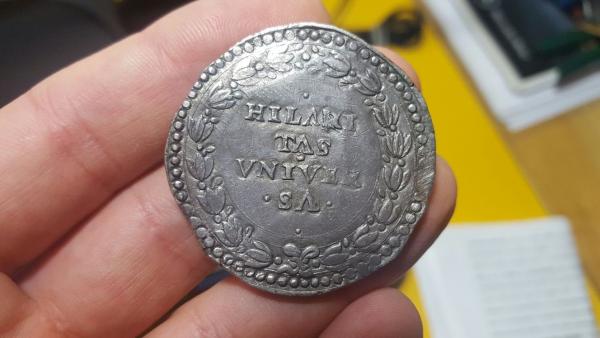 HILARI
TAS
VNIVER
·SA·